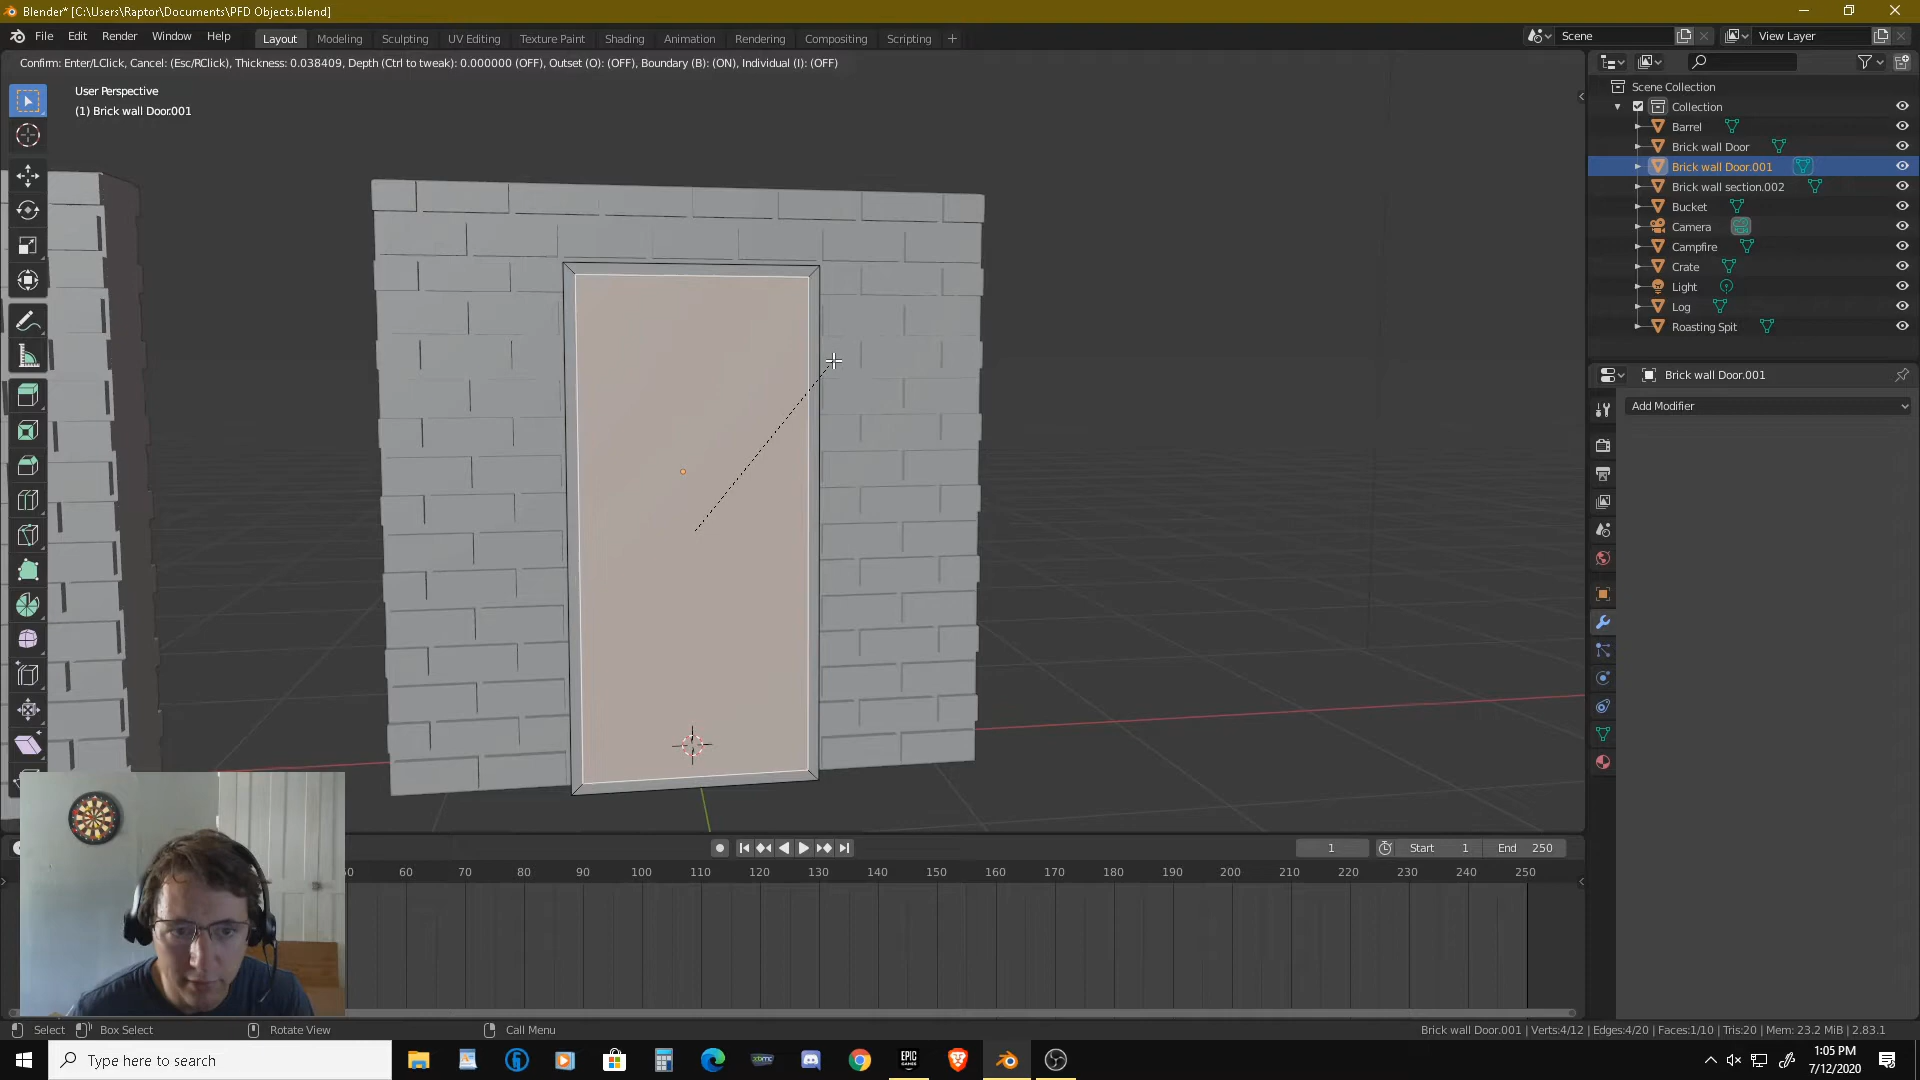 Blender* [C:\Users\Raptor\Documents\PFD Objects.blend]
File Edit Render Window Help
Layout Modeling Sculpting UV Editing Texture Paint Shading Animation Rendering Compositing Scripting +
Scene
View Layer
Confirm: Enter/LClick, Cancel: (Esc/RClick), Thickness: 0.038409, Depth (Ctrl to tweak): 0.000000 (OFF), Outset (O): (OFF), Boundary (B): (ON), Individual (I): (OFF)
User Perspective
(1) Brick wall Door.001
Scene Collection
Collection
Barrel
Brick wall Door
Brick wall Door.001
Brick wall section.002
Bucket
Camera
Campfire
Crate
Light
Log
Roasting Spit
Brick wall Door.001
Add Modifier
1
Start 1
End 250
50 60 70 80 90 100 110 120 130 140 150 160 170 180 190 200 210 220 230 240 250
Select
Box Select
Rotate View
Call Menu
Brick wall Door.001 | Verts:4/12 | Edges:4/20 | Faces:1/10 | Tris:20 | Mem: 23.2 MiB | 2.83.1
Type here to search
xbmc
EPIC
GAMES
1:05 PM
7/12/2020